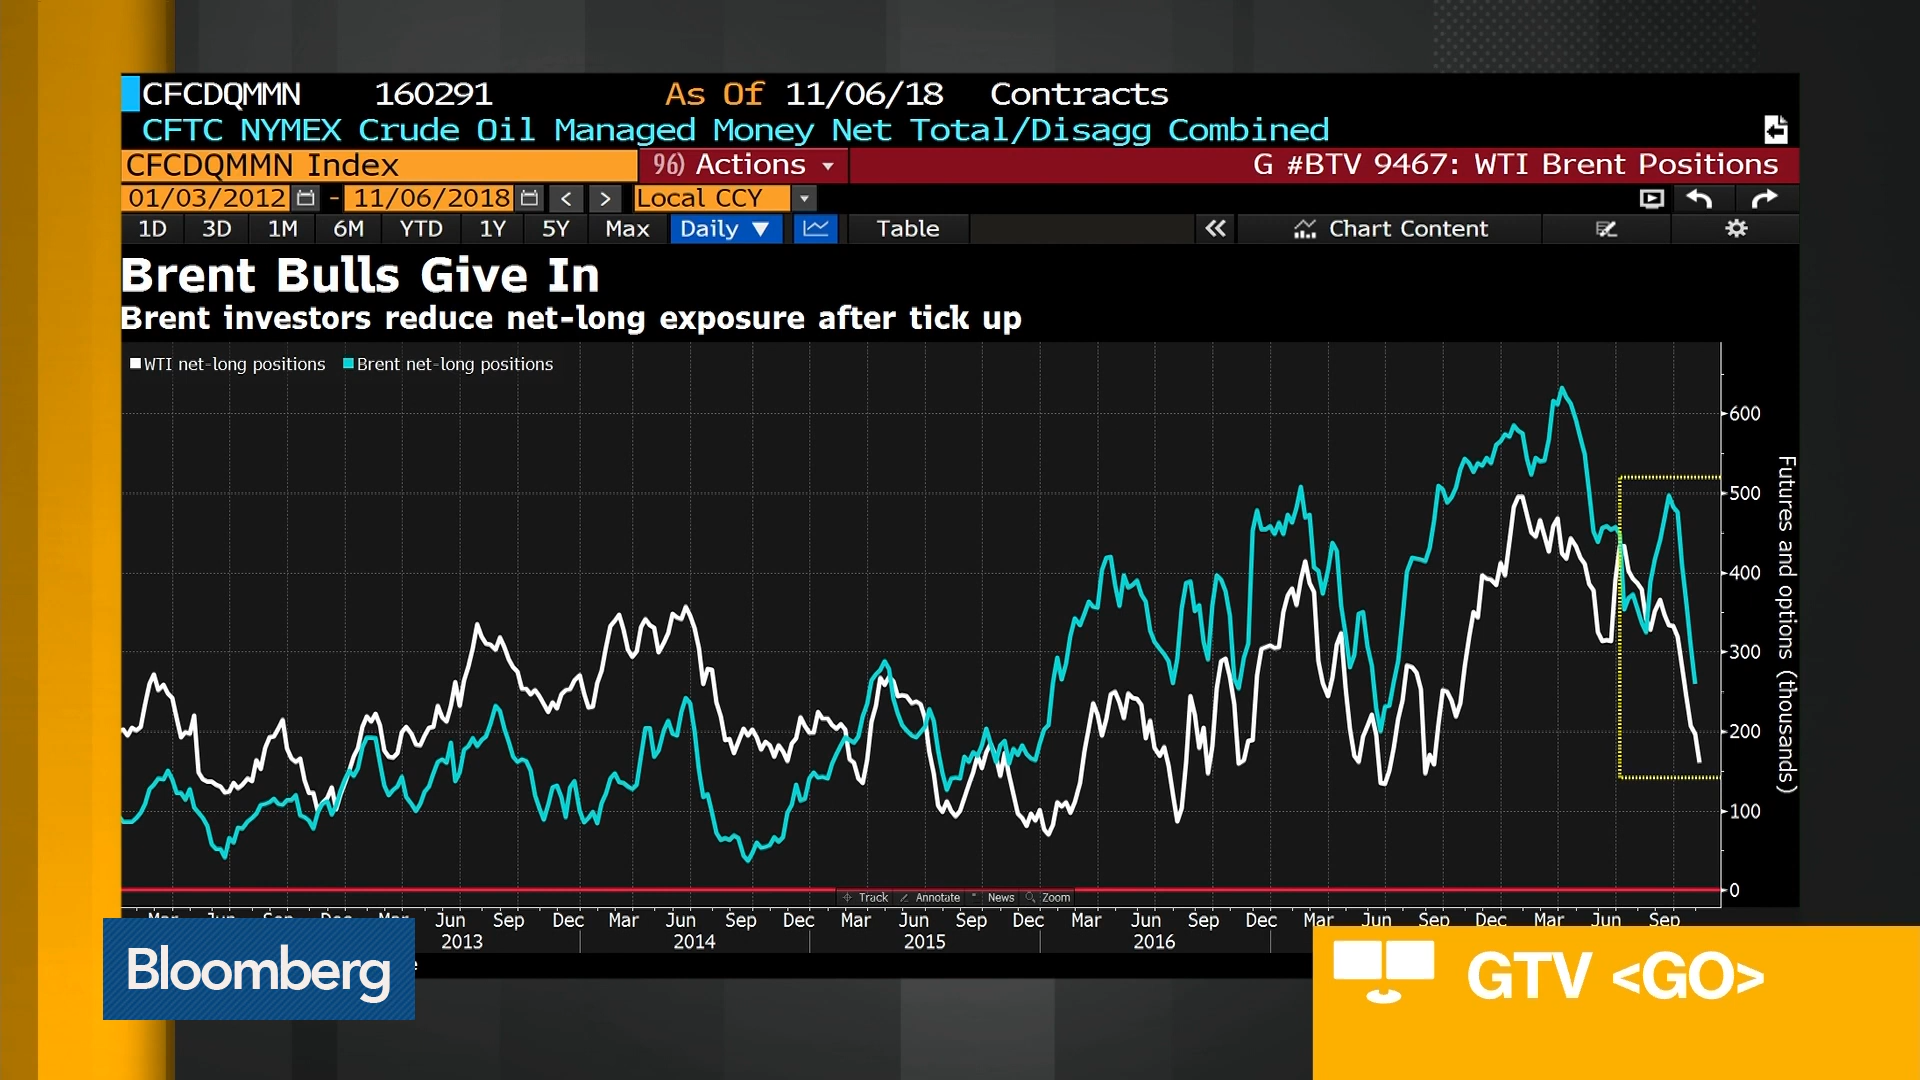 CFCDQMMN 160291 As Of 11/06/18 Contracts
CFTC NYMEX Crude Oil Managed Money Net Total/Disagg Combined
CFCDQMMN Index 96) Actions G #BTV 9467: WTI Brent Positions
01/03/2012 - 11/06/2018 < > Local CCY
1D 3D 1M 6M YTD 1Y 5Y Max Daily ▼ Table « Chart Content
Brent Bulls Give In
Brent investors reduce net-long exposure after tick up
WTI net-long positions Brent net-long positions
600
500
400
300
200
100
0
Futures and options (thousands)
Track Annotate News Zoom
Mar Jun Sep Dec Mar Jun Sep Dec Mar Jun Sep Dec Mar Jun Sep Dec Mar Jun Sep Dec Mar Jun Sep Dec Mar Jun Sep
2013 2014 2015 2016
Bloomberg
GTV <GO>